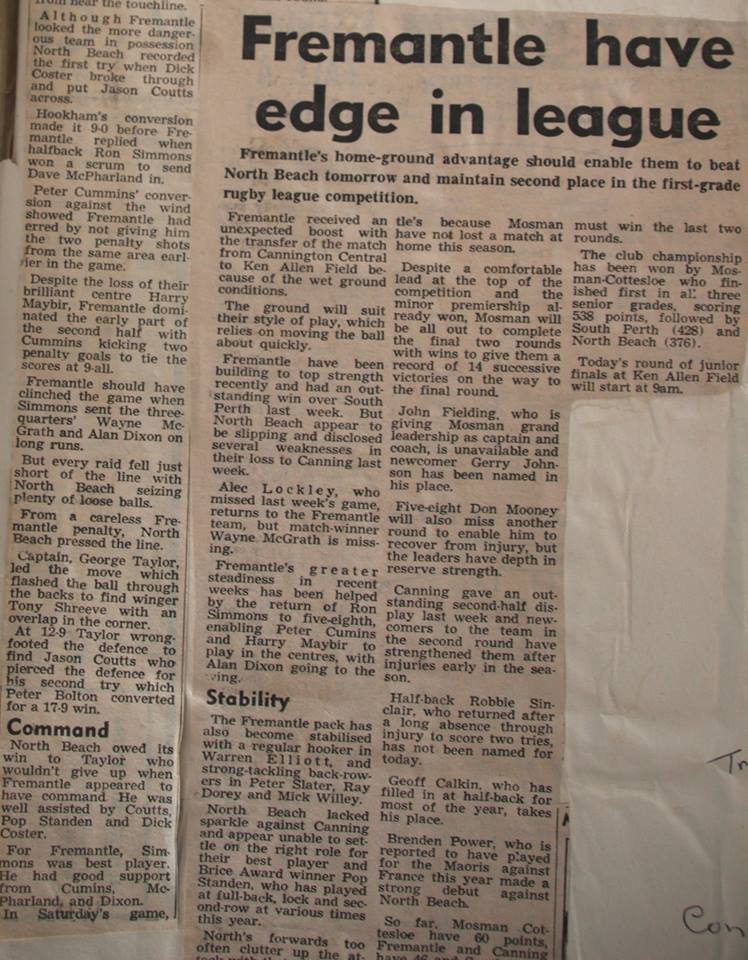 from near the touchline.
Although Fremantle
looked the more danger-
ous team in possession
North Beach recorded
the first try when Dick
Coster broke through
and put Jason Coutts
across.
Hookham's conversion
made it 9-0 before Fre-
mantle replied when
halfback Ron Simmons
won a scrum to send
Dave McPharland in.
Peter Cummins' conver-
sion against the wind
showed Fremantle had
erred by not giving him
the two penalty shots
from the same area earl-
ier in the game.
Despite the loss of their
brilliant centre Harry
Maybir, Fremantle domi-
nated the early part of
the second half with
Cummins kicking two
penalty goals to tie the
scores at 9-all.
Fremantle should have
clinched the game when
Simmons sent the three-
quarters' Wayne Mc-
Grath and Alan Dixon on
long runs.
But every raid fell just
short of the line with
North Beach seizing
plenty of loose balls.
From a careless Fre-
mantle penalty, North
Beach pressed the line.
Captain, George Taylor,
led the move which
flashed the ball through
the backs to find winger
Tony Shreeve with an
overlap in the corner.
At 12-9 Taylor wrong-
footed the defence to
find Jason Coutts who
pierced the defence for
his second try which
Peter Bolton converted
for a 17-9 win.
Command
North Beach owed its
win to Taylor who
wouldn't give up when
Fremantle appeared to
have command. He was
well assisted by Coutts,
Pop Standen and Dick
Coster.
For Fremantle, Sim-
mons was best player.
He had good support
from Cumins, Mc-
Pharland, and Dixon.
In Saturday's game,
Fremantle have
edge in league
Fremantle's home-ground advantage should enable them to beat
North Beach tomorrow and maintain second place in the first-grade
rugby league competition.
Fremantle received an
unexpected boost with
the transfer of the match
from Cannington Central
to Ken Allen Field be-
cause of the wet ground
conditions.
The ground will suit
their style of play, which
relies on moving the ball
about quickly.
Fremantle have been
building to top strength
recently and had an out-
standing win over South
Perth last week. But
North Beach appear to
be slipping and disclosed
several weaknesses in
their loss to Canning last
week.
Alec Lockley, who
missed last week's game,
returns to the Fremantle
team, but match-winner
Wayne McGrath is miss-
ing.
Fremantle's greater
steadiness in recent
weeks has been helped
by the return of Ron
Simmons to five-eighth,
enabling Peter Cumins
and Harry Maybir to
play in the centres, with
Alan Dixon going to the
wing.
Stability
The Fremantle pack has
also become stabilised
with a regular hooker in
Warren Elliott, and
strong-tackling back-row-
ers in Peter Slater, Ray
Dorey and Mick Willey.
North Beach lacked
sparkle against Canning
and appear unable to set-
tle on the right role for
their best player and
Brice Award winner Pop
Standen, who has played
at full-back, lock and sec-
ond-row at various times
this year.
North's forwards too
often clutter up the at-
tle's because Mosman
have not lost a match at
home this season.
Despite a comfortable
lead at the top of the
competition and the
minor premiership al-
ready won, Mosman will
be all out to complete
the final two rounds
with wins to give them a
record of 14 successive
victories on the way to
the final round.
John Fielding, who is
giving Mosman grand
leadership as captain and
coach, is unavailable and
newcomer Gerry John-
son has been named in
his place.
Five-eight Don Mooney
will also miss another
round to enable him to
recover from injury, but
the leaders have depth in
reserve strength.
Canning gave an out-
standing second-half dis-
play last week and new-
comers to the team in
the second round have
strengthened them after
injuries early in the sea-
son.
Half-back Robbie Sin-
clair, who returned after
a long absence through
injury to score two tries,
has not been named for
today.
Geoff Calkin, who has
filled in at half-back for
most of the year, takes
his place.
Brenden Power, who is
reported to have played
for the Maoris against
France this year made a
strong debut against
North Beach.
So far, Mosman Cot-
tesloe have 60 points,
Fremantle and Canning
have 46 and
must win the last two
rounds.
The club championship
has been won by Mos-
man-Cottesloe who fin-
ished first in all three
senior grades, scoring
538 points, followed by
South Perth (428) and
North Beach (376).
Today's round of junior
finals at Ken Allen Field
will start at 9am.
Tr
Con